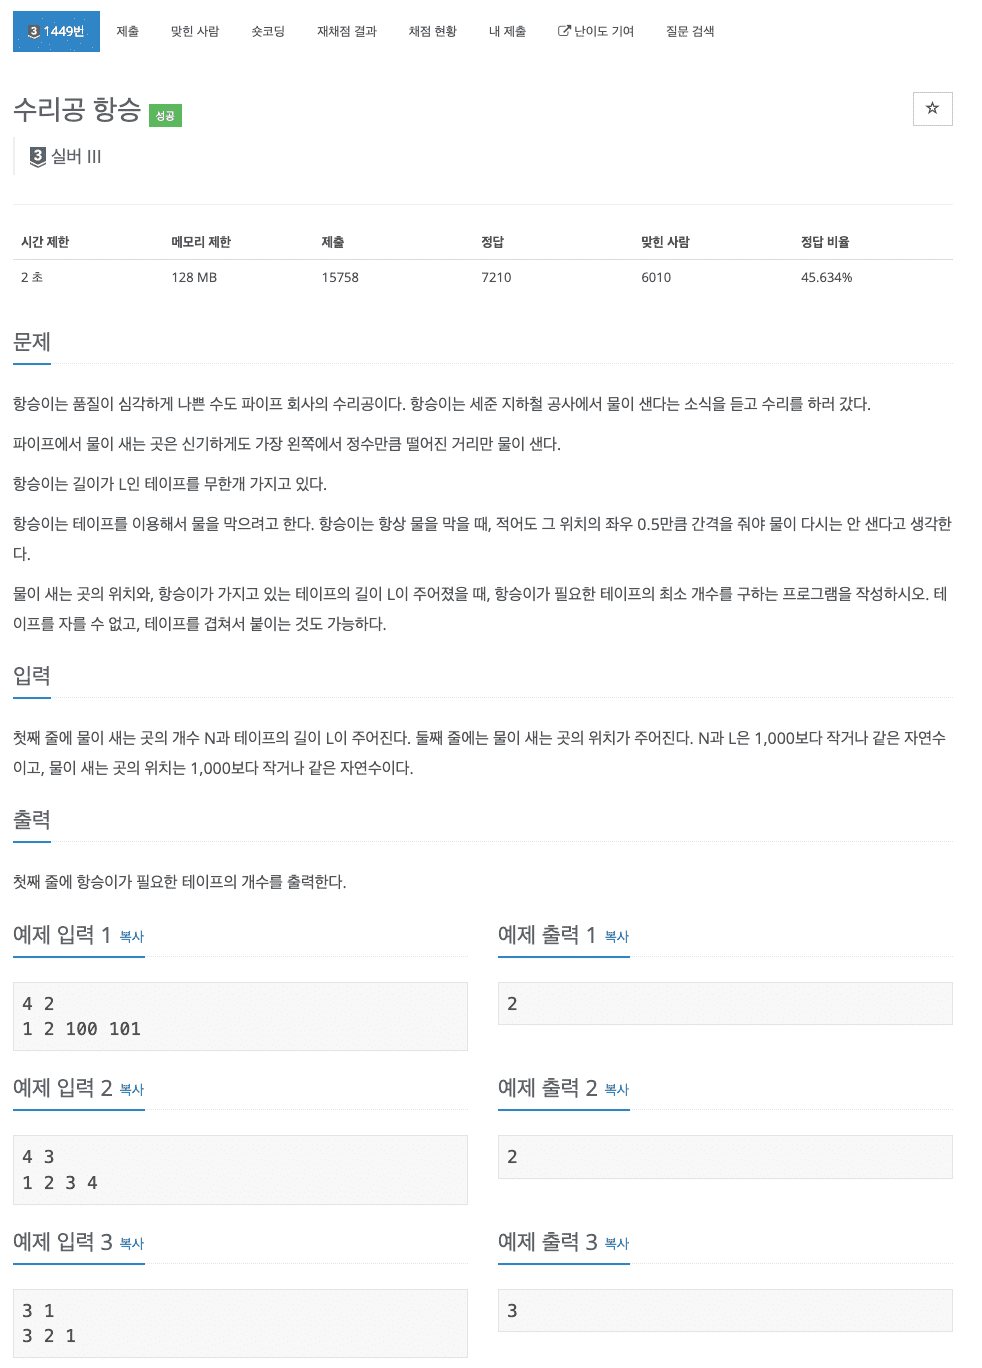 3 1449번 제출 맞힌 사람 숏코딩 재채점 결과 채점 현황 내 제출 난이도 기여 질문 검색
수리공 항승 성공
3 실버 III
시간 제한 메모리 제한 제출 정답 맞힌 사람 정답 비율
2 초 128 MB 15758 7210 6010 45.634%
문제
항승이는 품질이 심각하게 나쁜 수도 파이프 회사의 수리공이다. 항승이는 세준 지하철 공사에서 물이 샌다는 소식을 듣고 수리를 하러 갔다.
파이프에서 물이 새는 곳은 신기하게도 가장 왼쪽에서 정수만큼 떨어진 거리만 물이 샌다.
항승이는 길이가 L인 테이프를 무한개 가지고 있다.
항승이는 테이프를 이용해서 물을 막으려고 한다. 항승이는 항상 물을 막을 때, 적어도 그 위치의 좌우 0.5만큼 간격을 줘야 물이 다시는 안 샌다고 생각한
다.
물이 새는 곳의 위치와, 항승이가 가지고 있는 테이프의 길이 L이 주어졌을 때, 항승이가 필요한 테이프의 최소 개수를 구하는 프로그램을 작성하시오. 테
이프를 자를 수 없고, 테이프를 겹쳐서 붙이는 것도 가능하다.
입력
첫째 줄에 물이 새는 곳의 개수 N과 테이프의 길이 L이 주어진다. 둘째 줄에는 물이 새는 곳의 위치가 주어진다. N과 L은 1,000보다 작거나 같은 자연수
이고, 물이 새는 곳의 위치는 1,000보다 작거나 같은 자연수이다.
출력
첫째 줄에 항승이가 필요한 테이프의 개수를 출력한다.
예제 입력 1 복사
4 2
1 2 100 101
예제 출력 1 복사
2
예제 입력 2 복사
4 3
1 2 3 4
예제 출력 2 복사
2
예제 입력 3 복사
3 1
3 2 1
예제 출력 3 복사
3